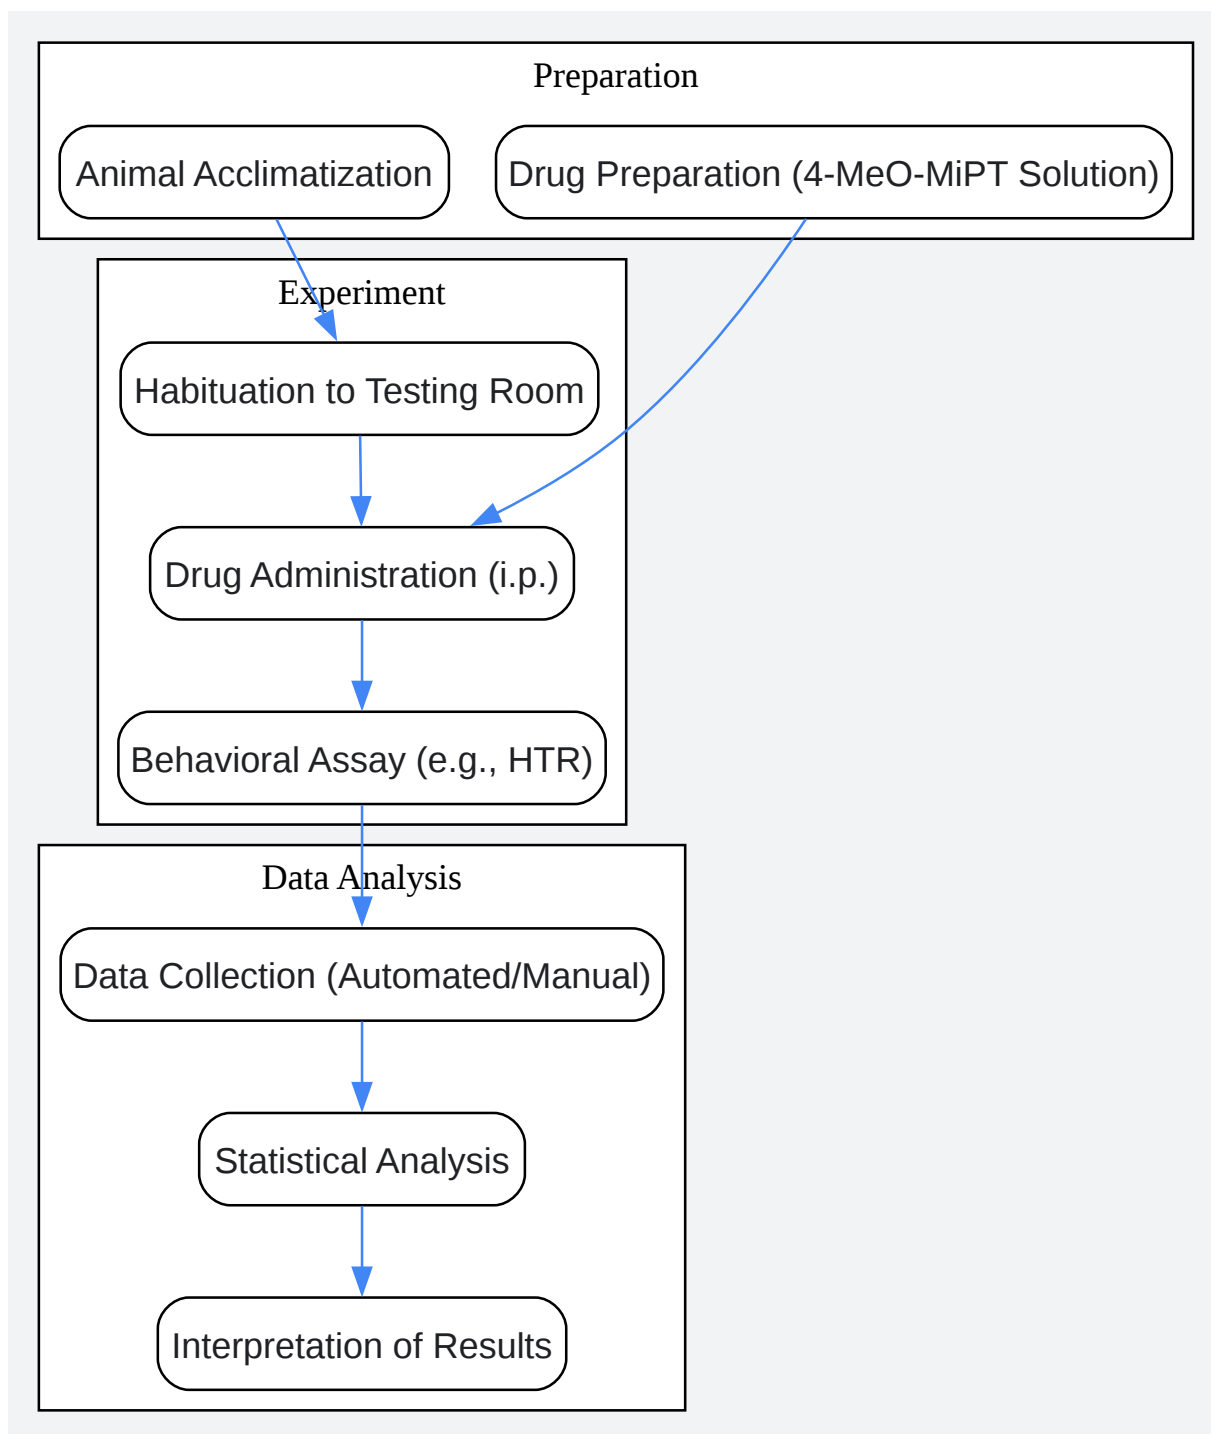 Preparation
Animal Acclimatization
Drug Preparation (4-MeO-MiPT Solution)
Experiment
Habituation to Testing Room
Drug Administration (i.p.)
Behavioral Assay (e.g., HTR)
Data Analysis
Data Collection (Automated/Manual)
Statistical Analysis
Interpretation of Results